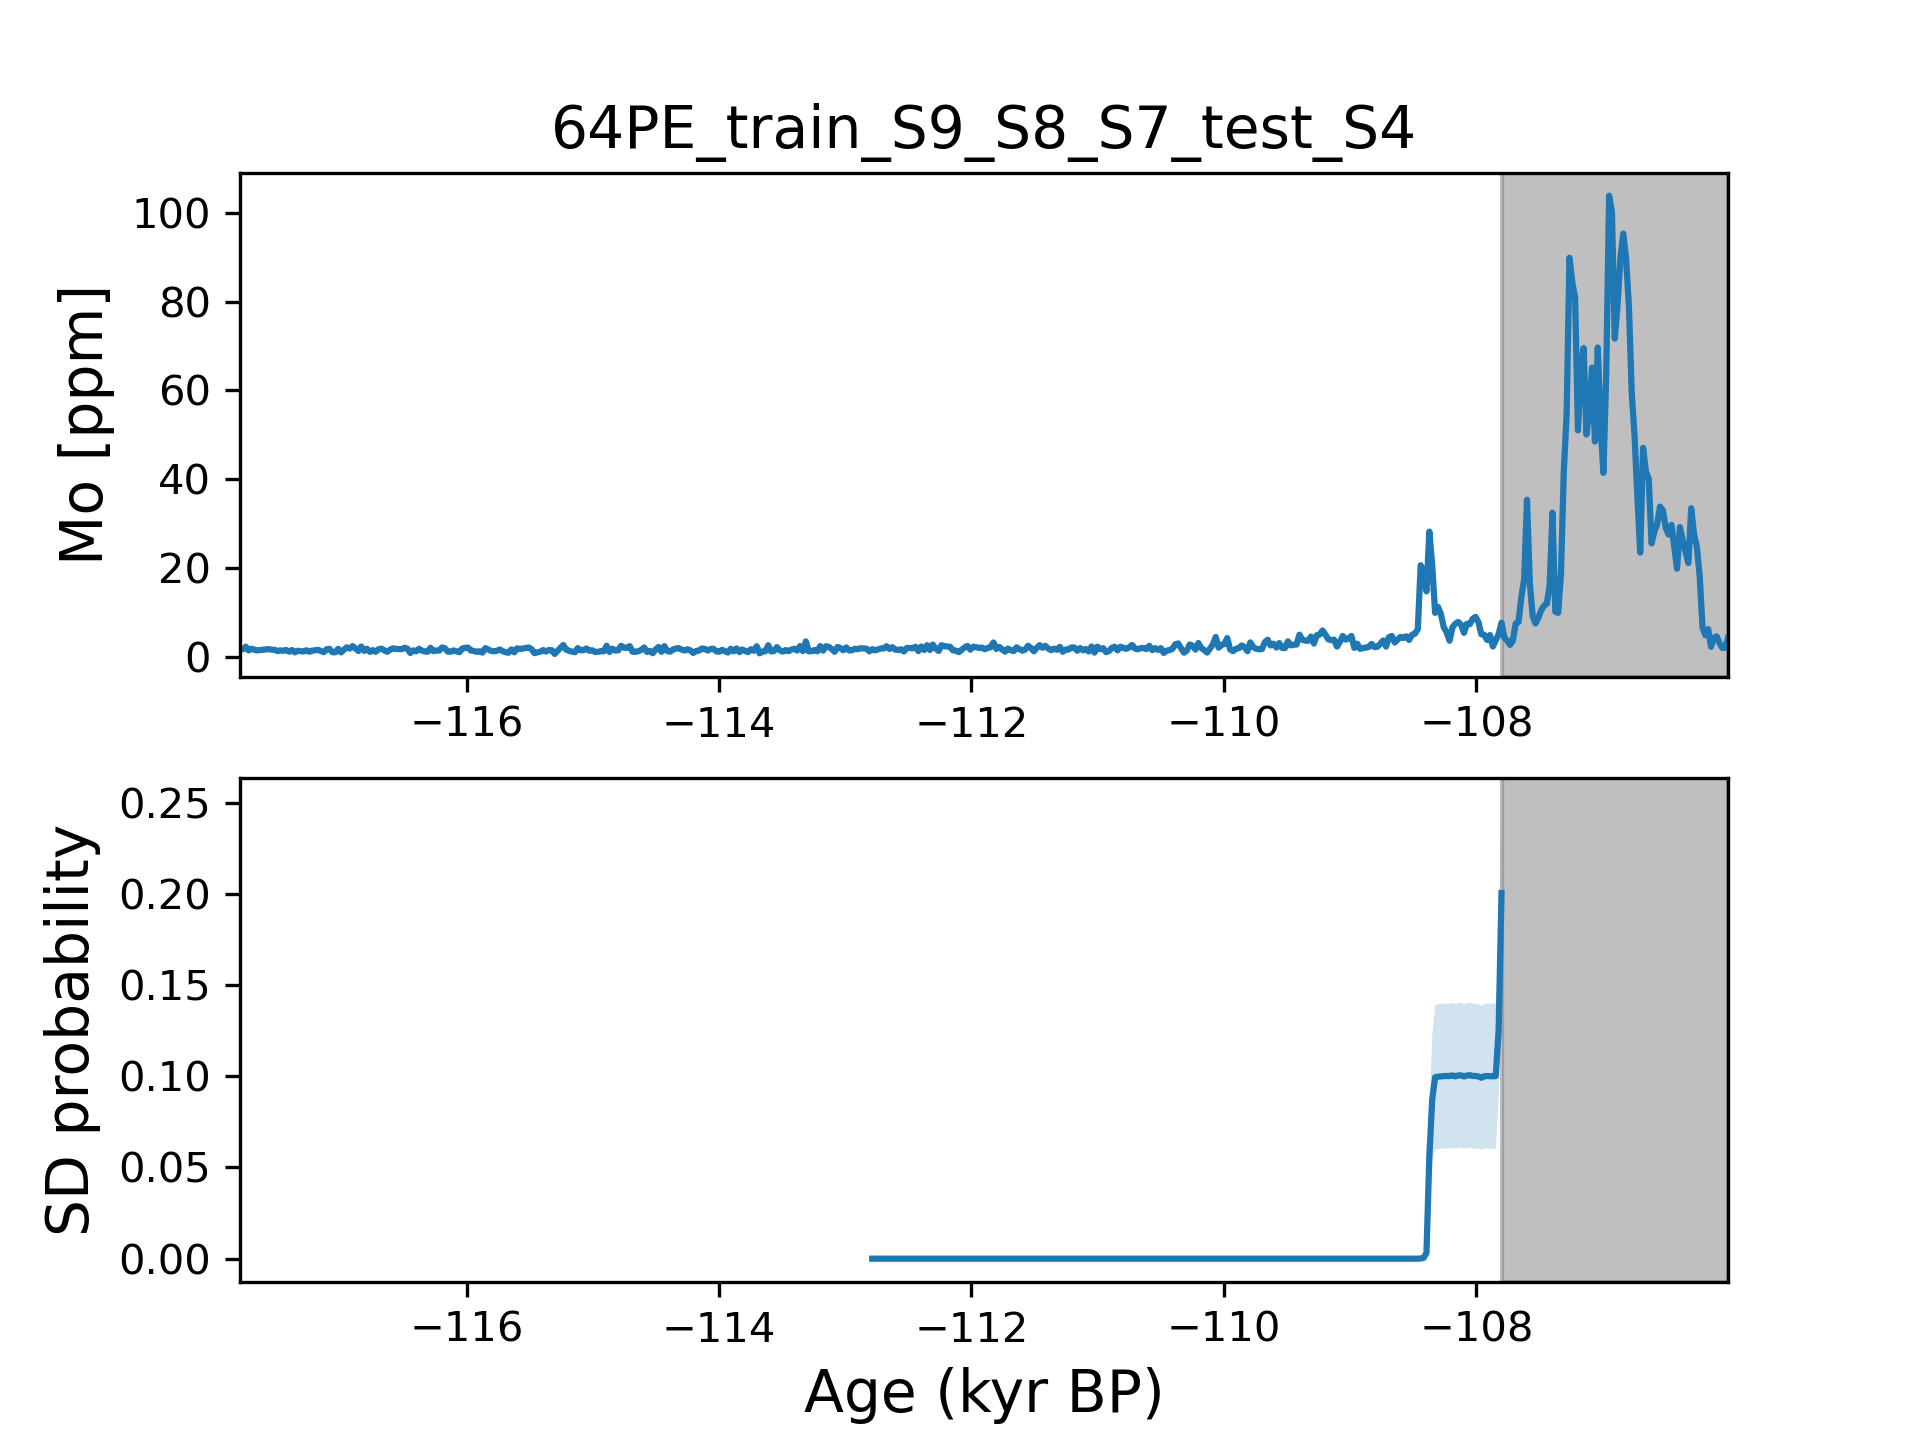 64PE_train_S9_S8_S7_test_S4
Mo [ppm]
100
80
60
40
20
0
−116 −114 −112 −110 −108
SD probability
0.25
0.20
0.15
0.10
0.05
0.00
−116 −114 −112 −110 −108
Age (kyr BP)